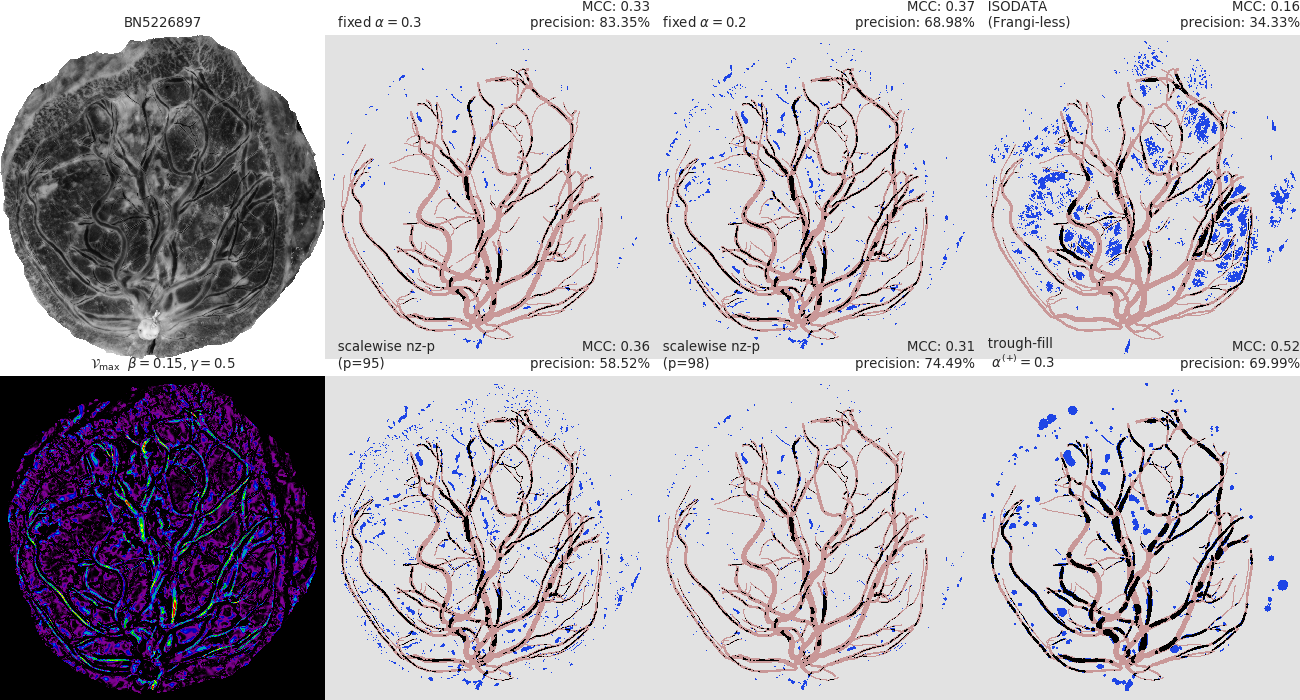 BN5226897
fixed α = 0.3
MCC: 0.33
precision: 83.35%
fixed α = 0.2
MCC: 0.37
precision: 68.98%
ISODATA
(Frangi-less)
MCC: 0.16
precision: 34.33%
𝒱max β = 0.15, γ = 0.5
scalewise nz-p
(p=95)
MCC: 0.36
precision: 58.52%
scalewise nz-p
(p=98)
MCC: 0.31
precision: 74.49%
trough-fill
α(+) = 0.3
MCC: 0.52
precision: 69.99%